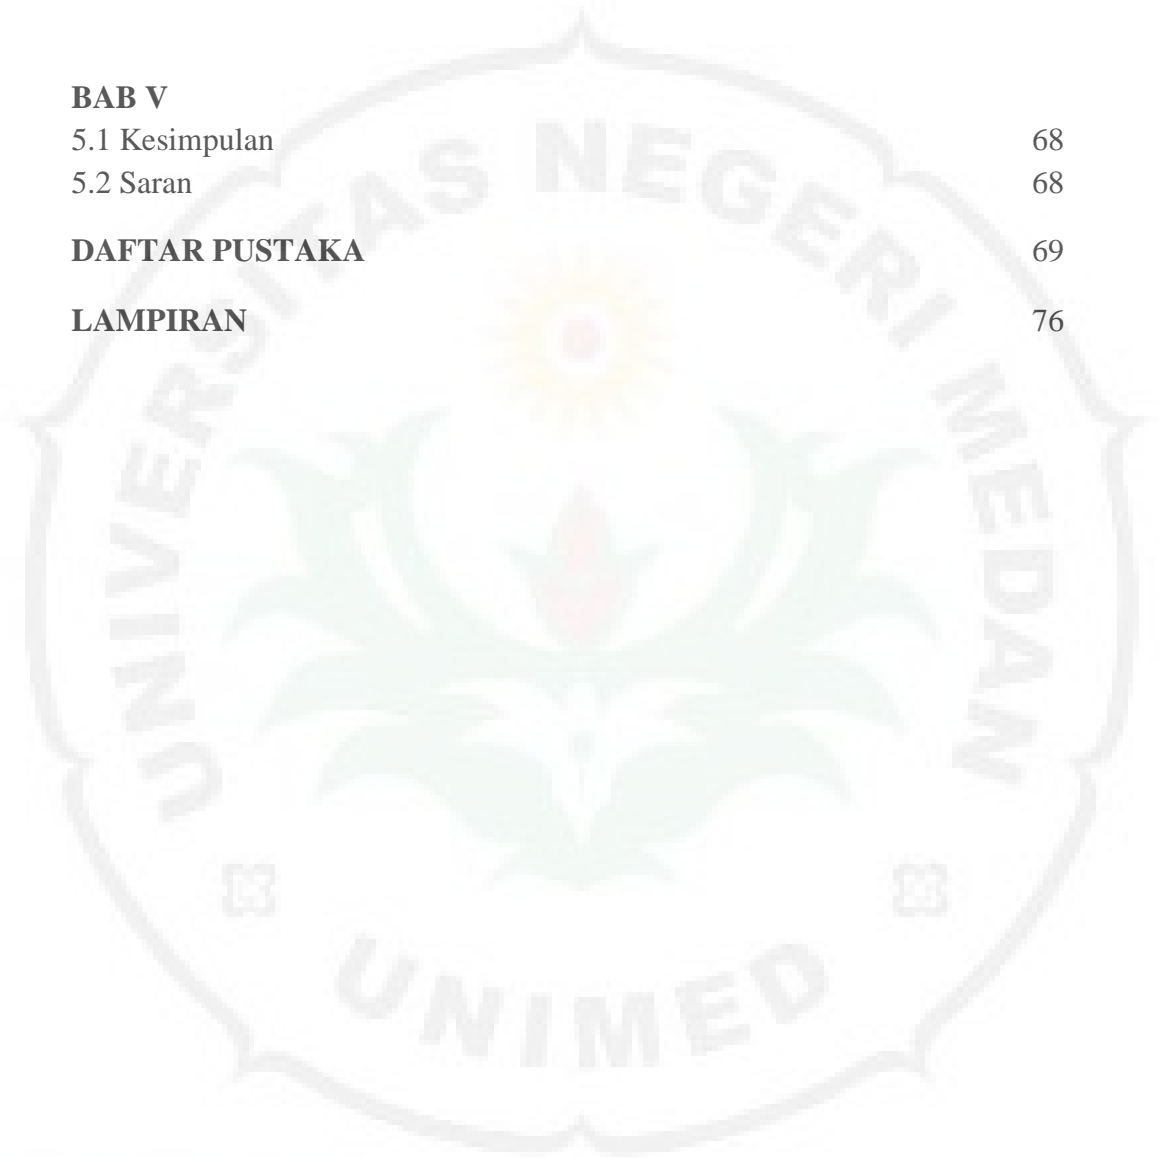 BAB V
5.1 Kesimpulan 68
5.2 Saran 68
DAFTAR PUSTAKA 69
LAMPIRAN 76
UNIVERSITAS NEGERI MEDAN
UNIMED